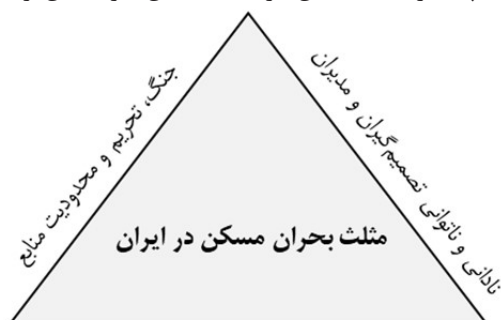 جنگ، تحریم و محدودیت منابع
نادانی و ناتوانی تصمیم‌گیران و مدیران
مثلث بحران مسکن در ایران